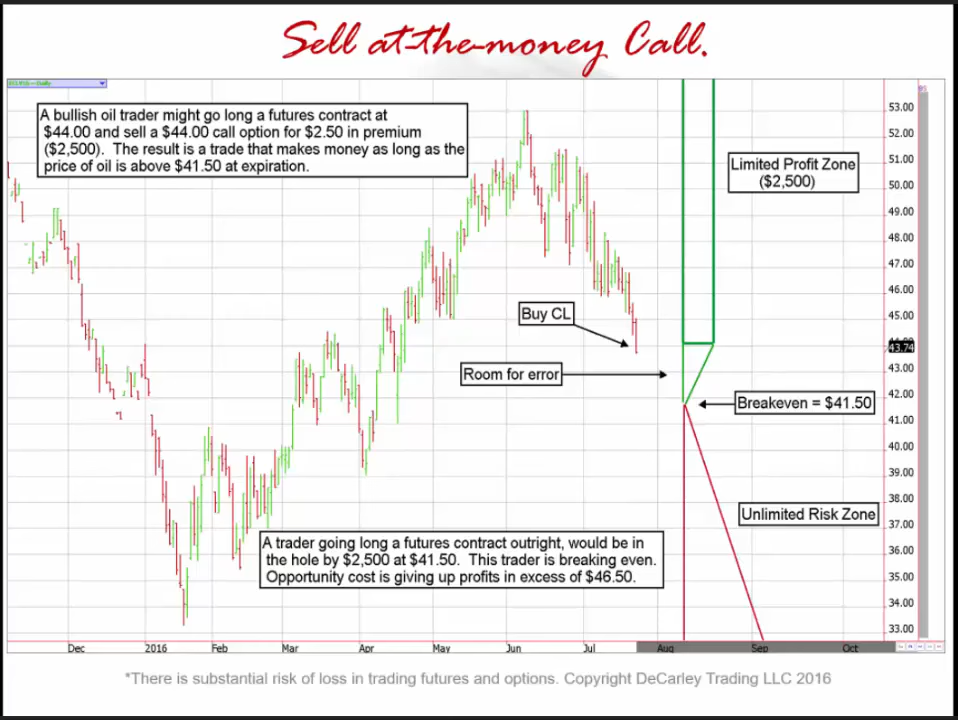 Sell at-the-money Call.
A bullish oil trader might go long a futures contract at
$44.00 and sell a $44.00 call option for $2.50 in premium
($2,500). The result is a trade that makes money as long as the
price of oil is above $41.50 at expiration.
53.00
52.00
Limited Profit Zone
($2,500)
51.00
50.00
49.00
48.00
47.00
46.00
45.00
Buy CL
43.74
Room for error
43.00
42.00
Breakeven = $41.50
41.00
40.00
39.00
38.00
Unlimited Risk Zone
37.00
A trader going long a futures contract outright, would be in
the hole by $2,500 at $41.50. This trader is breaking even.
Opportunity cost is giving up profits in excess of $46.50.
36.00
35.00
34.00
33.00
Dec 2016 Feb Mar Apr May Jun Jul Aug Sep Oct
*There is substantial risk of loss in trading futures and options. Copyright DeCarley Trading LLC 2016